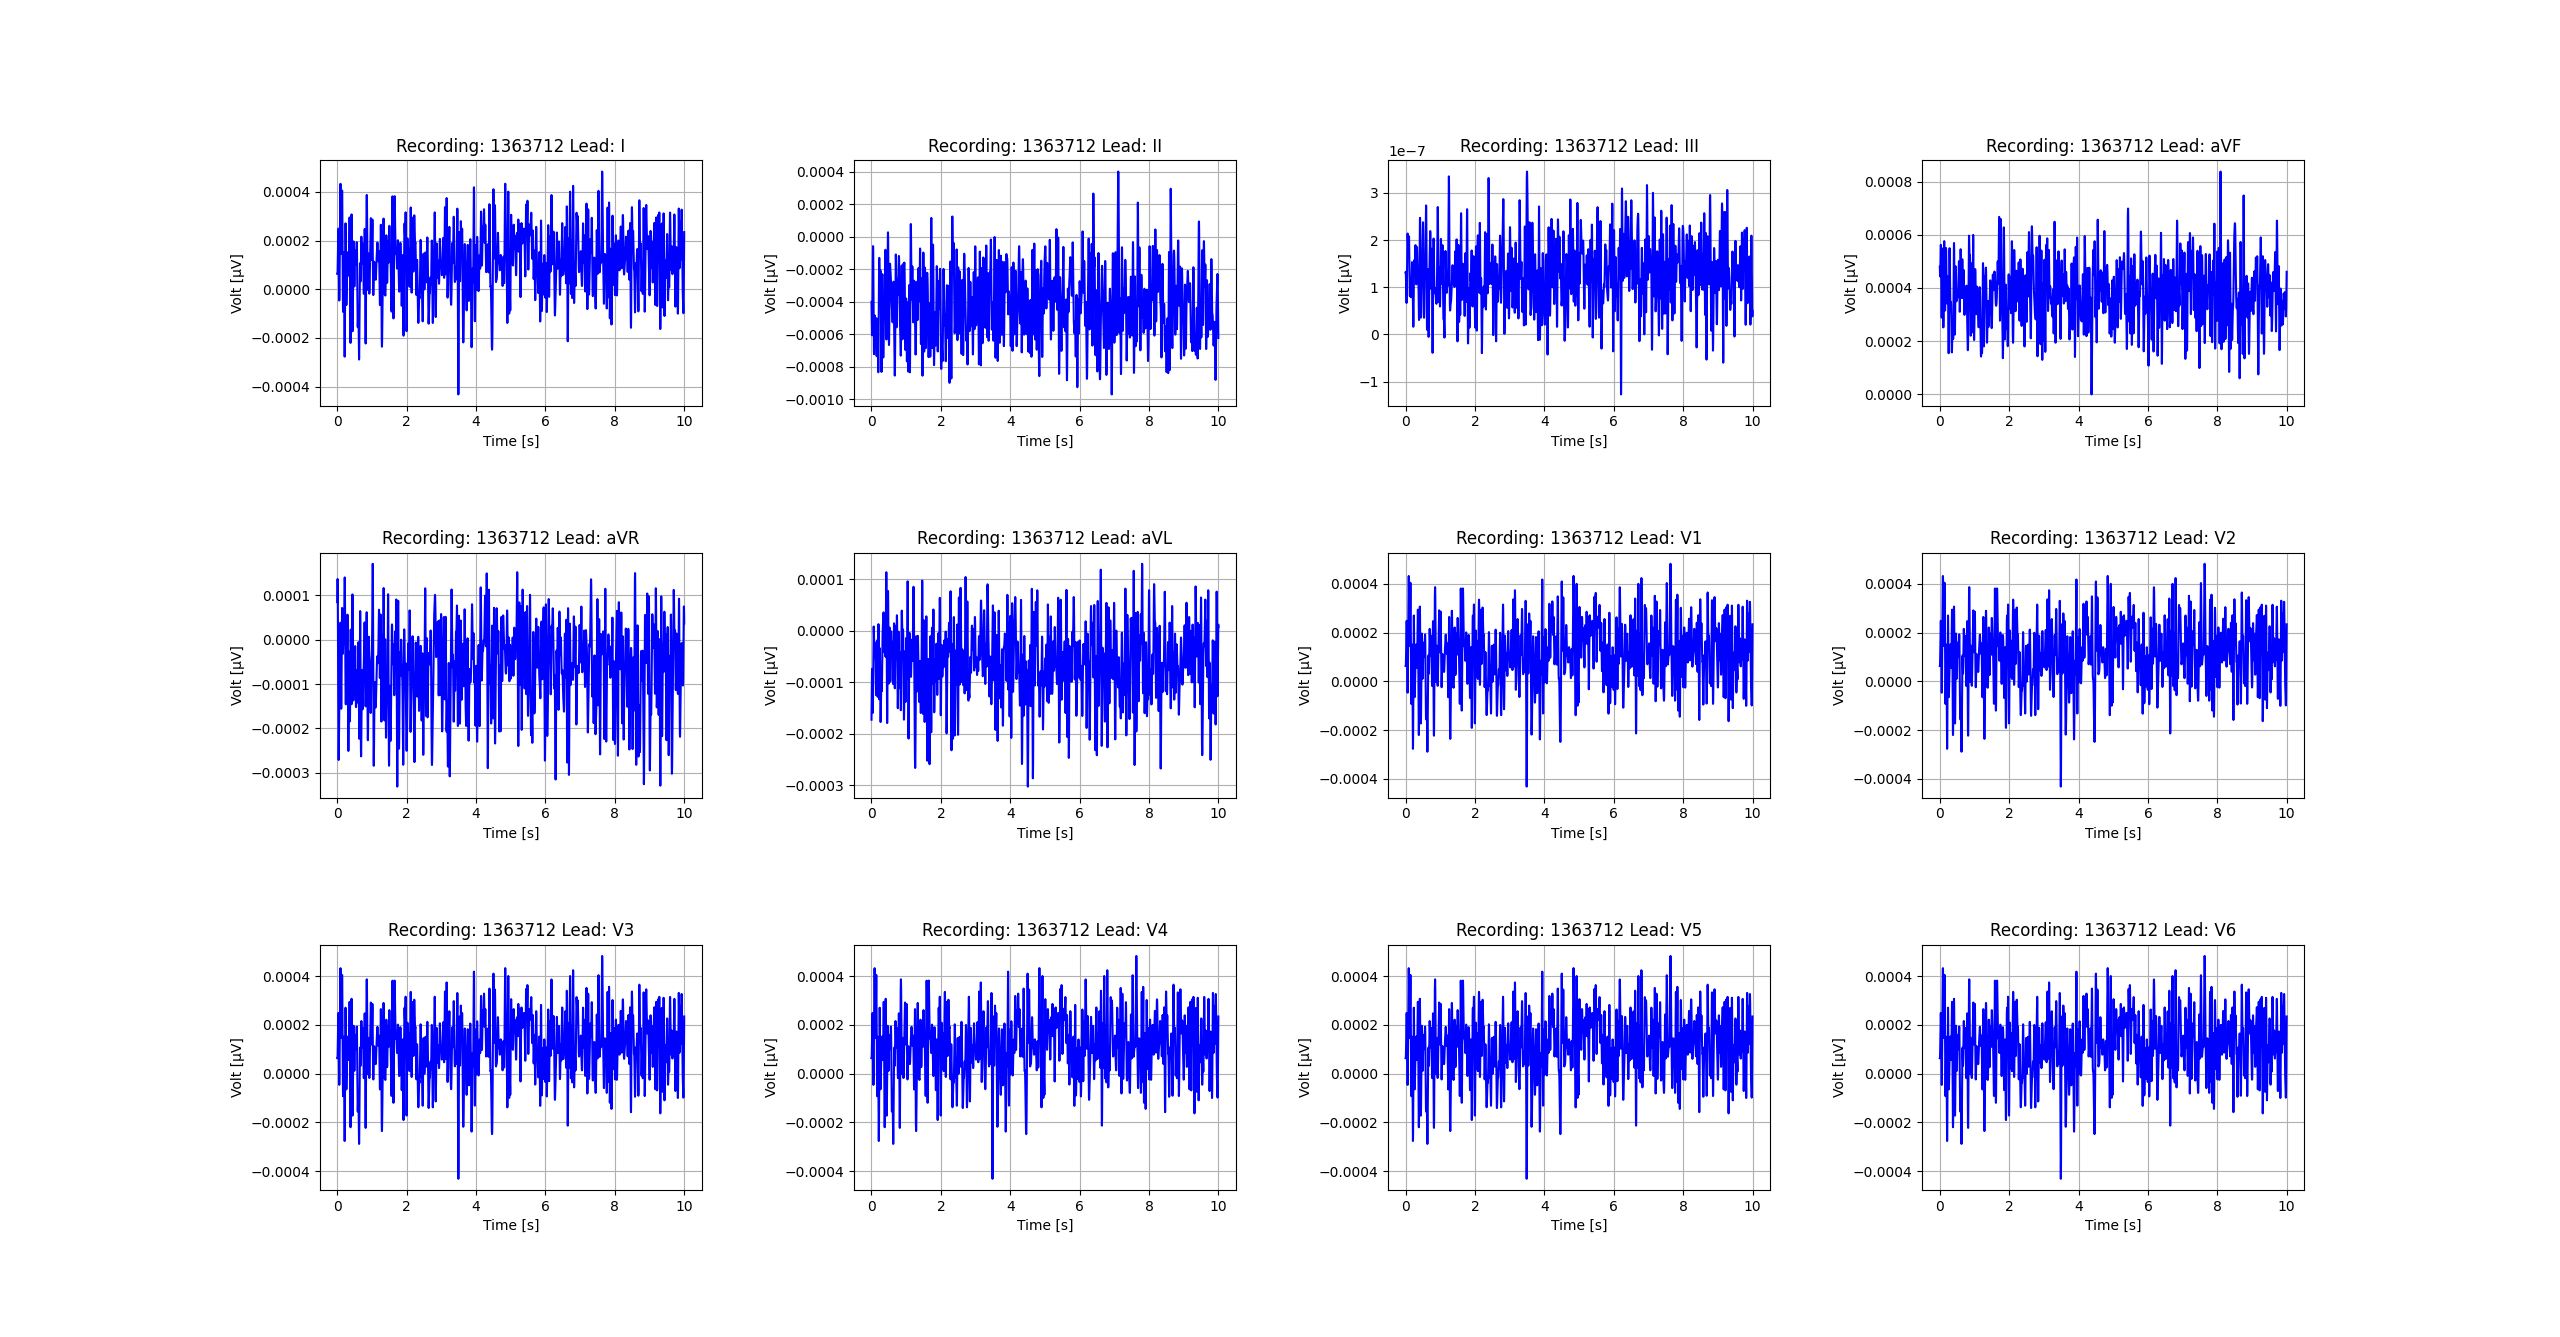 Recording: 1363712 Lead: I
0.0004
0.0002
0.0000
−0.0002
−0.0004
Volt [µV]
0 2 4 6 8 10
Time [s]
Recording: 1363712 Lead: II
0.0004
0.0002
0.0000
−0.0002
−0.0004
−0.0006
−0.0008
−0.0010
Volt [µV]
0 2 4 6 8 10
Time [s]
Recording: 1363712 Lead: III
1e−7
3
2
1
0
−1
Volt [µV]
0 2 4 6 8 10
Time [s]
Recording: 1363712 Lead: aVF
0.0008
0.0006
0.0004
0.0002
0.0000
Volt [µV]
0 2 4 6 8 10
Time [s]
Recording: 1363712 Lead: aVR
0.0001
0.0000
−0.0001
−0.0002
−0.0003
Volt [µV]
0 2 4 6 8 10
Time [s]
Recording: 1363712 Lead: aVL
0.0001
0.0000
−0.0001
−0.0002
−0.0003
Volt [µV]
0 2 4 6 8 10
Time [s]
Recording: 1363712 Lead: V1
0.0004
0.0002
0.0000
−0.0002
−0.0004
Volt [µV]
0 2 4 6 8 10
Time [s]
Recording: 1363712 Lead: V2
0.0004
0.0002
0.0000
−0.0002
−0.0004
Volt [µV]
0 2 4 6 8 10
Time [s]
Recording: 1363712 Lead: V3
0.0004
0.0002
0.0000
−0.0002
−0.0004
Volt [µV]
0 2 4 6 8 10
Time [s]
Recording: 1363712 Lead: V4
0.0004
0.0002
0.0000
−0.0002
−0.0004
Volt [µV]
0 2 4 6 8 10
Time [s]
Recording: 1363712 Lead: V5
0.0004
0.0002
0.0000
−0.0002
−0.0004
Volt [µV]
0 2 4 6 8 10
Time [s]
Recording: 1363712 Lead: V6
0.0004
0.0002
0.0000
−0.0002
−0.0004
Volt [µV]
0 2 4 6 8 10
Time [s]